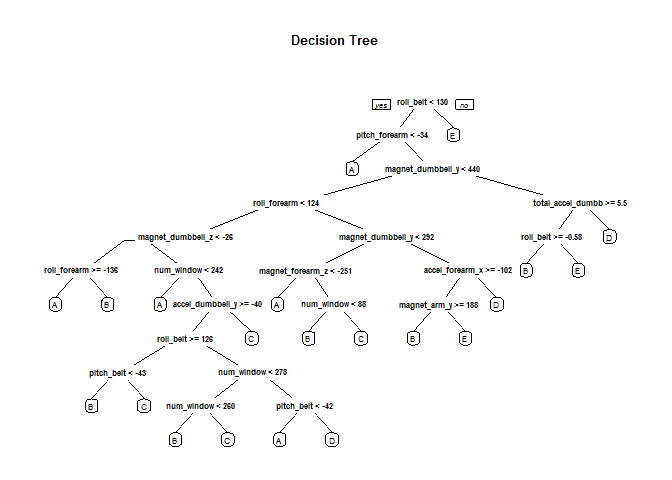 Decision Tree
yes roll_belt < 130 no
pitch_forearm < -34 E
A magnet_dumbbell_y < 440
roll_forearm < 124 total_accel_dumbb >= 5.5
magnet_dumbbell_z < -26 magnet_dumbbell_y < 292 roll_belt >= -0.58 D
roll_forearm >= -136 num_window < 242 magnet_forearm_z < -251 accel_forearm_x >= -102 B E
A B A accel_dumbbell_y >= -40 A num_window < 88 magnet_arm_y >= 188 D
roll_belt >= 126 C B C B E
pitch_belt < -43 num_window < 278
B C num_window < 260 pitch_belt < -42
B C A D